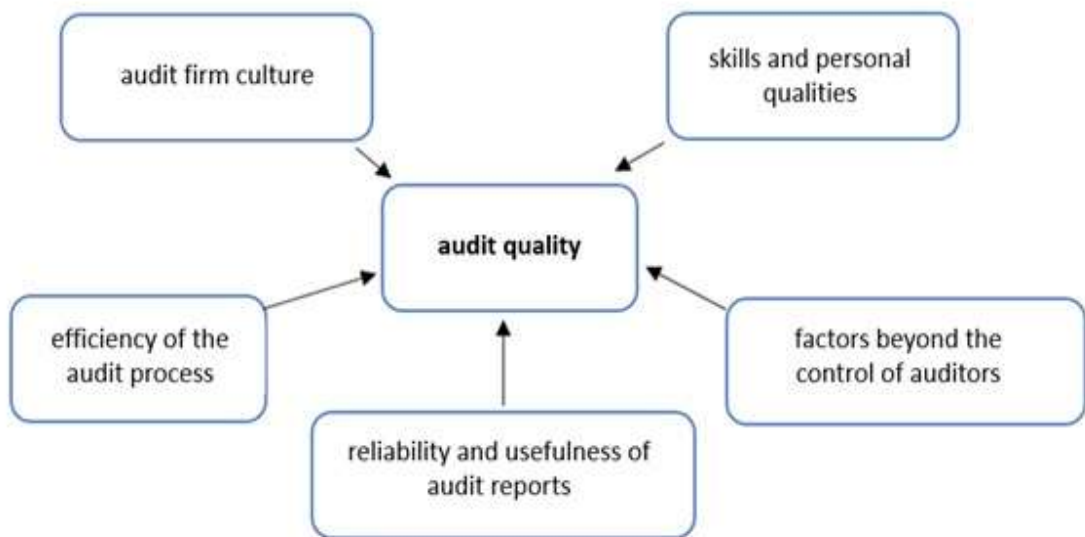 audit firm culture
skills and personal
qualities
audit quality
efficiency of the
audit process
factors beyond the
control of auditors
reliability and usefulness of
audit reports